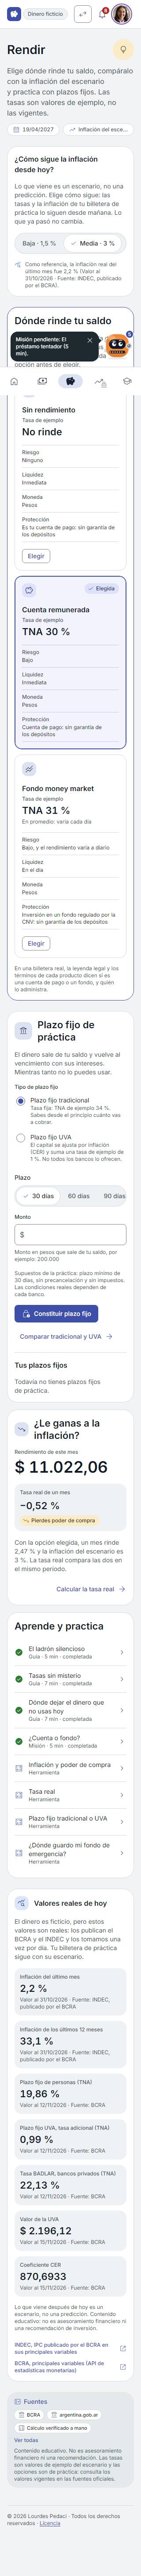 Dinero ficticio
8
Rendir
Elige dónde rinde tu saldo, compáralo
con la inflación del escenario
y practica con plazos fijos. Las
tasas son valores de ejemplo, no
las vigentes.
19/04/2027
Inflación del esce...
¿Cómo sigue la inflación
desde hoy?
Lo que viene es un escenario, no una
predicción. Elige cómo sigue: las
tasas y la inflación de tu billetera de
práctica lo siguen desde mañana. Lo
que ya pasó no cambia.
Baja · 1,5 %
Media · 3 %
Como referencia, la inflación real del
último mes fue 2,2 % (Valor al
31/10/2026 · Fuente: INDEC, publicado
por el BCRA).
Dónde rinde tu saldo
Misión pendiente: El
préstamo tentador (5
min).
5
opción antes de elegir.
Sin rendimiento
Tasa de ejemplo
No rinde
Riesgo
Ninguno
Liquidez
Inmediata
Moneda
Pesos
Protección
Es tu cuenta de pago: sin garantía de
los depósitos
Elegir
Elegida
Cuenta remunerada
Tasa de ejemplo
TNA 30 %
Riesgo
Bajo
Liquidez
Inmediata
Moneda
Pesos
Protección
Cuenta de pago: sin garantía de
los depósitos
Fondo money market
Tasa de ejemplo
TNA 31 %
En promedio: varía cada día
Riesgo
Bajo, y el rendimiento varía a diario
Liquidez
En el día
Moneda
Pesos
Protección
Inversión en un fondo regulado por la
CNV: sin garantía de los depósitos
Elegir
En una billetera real, la leyenda legal y los
términos de cada producto dicen si es
una cuenta de pago o un fondo, y quién
lo administra.
Plazo fijo de
práctica
El dinero sale de tu saldo y vuelve al
vencimiento con sus intereses.
Mientras tanto no lo puedes usar.
Tipo de plazo fijo
Plazo fijo tradicional
Tasa fija: TNA de ejemplo 34 %.
Sabes desde el principio cuánto vas
a cobrar.
Plazo fijo UVA
El capital se ajusta por inflación
(CER) y suma una tasa de ejemplo de
1 %. No todos los bancos lo ofrecen.
Plazo
30 días
60 días
90 días
Monto
$
Monto en pesos que sale de tu saldo, por
ejemplo: 200.000
Supuestos de la práctica: plazo mínimo de
30 días, sin precancelación y sin impuestos.
Las condiciones reales dependen de
cada banco.
Constituir plazo fijo
Comparar tradicional y UVA
Tus plazos fijos
Todavía no tienes plazos fijos
de práctica.
¿Le ganas a la
inflación?
Rendimiento de este mes
$ 11.022,06
Tasa real de un mes
−0,52 %
Pierdes poder de compra
Con la opción elegida, un mes rinde
2,47 % y la inflación del escenario es
3 %. La tasa real compara las dos en
el mismo período.
Calcular la tasa real
Aprende y practica
El ladrón silencioso
Guía · 5 min · completada
Tasas sin misterio
Guía · 7 min · completada
Dónde dejar el dinero que
no usas hoy
Guía · 7 min · completada
¿Cuenta o fondo?
Misión · 5 min · completada
Inflación y poder de compra
Herramienta
Tasa real
Herramienta
Plazo fijo tradicional o UVA
Herramienta
¿Dónde guardo mi fondo de
emergencia?
Herramienta
Valores reales de hoy
El dinero es ficticio, pero estos
valores son reales: los publican el
BCRA y el INDEC y los tomamos una
vez por día. Tu billetera de práctica
sigue con su escenario.
Inflación del último mes
2,2 %
Valor al 31/10/2026 · Fuente: INDEC,
publicado por el BCRA
Inflación de los últimos 12 meses
33,1 %
Valor al 31/10/2026 · Fuente: INDEC,
publicado por el BCRA
Plazo fijo de personas (TNA)
19,86 %
Valor al 12/11/2026 · Fuente: BCRA
Plazo fijo UVA, tasa adicional (TNA)
0,99 %
Valor al 12/11/2026 · Fuente: BCRA
Tasa BADLAR, bancos privados (TNA)
22,13 %
Valor al 12/11/2026 · Fuente: BCRA
Valor de la UVA
$ 2.196,12
Valor al 15/11/2026 · Fuente: BCRA
Coeficiente CER
870,6933
Valor al 15/11/2026 · Fuente: BCRA
Lo que viene después de hoy es un
escenario, no una predicción. Contenido
educativo: no es asesoramiento financiero ni
una recomendación de inversión.
INDEC, IPC publicado por el BCRA en
sus principales variables
BCRA, principales variables (API de
estadísticas monetarias)
Fuentes
BCRA
argentina.gob.ar
Cálculo verificado a mano
Ver todas
Contenido educativo. No es asesoramiento
financiero ni una recomendación. Las tasas
son valores de ejemplo del escenario y las
opciones son de práctica: consulta los
valores vigentes en las fuentes oficiales.
© 2026 Lourdes Pedaci · Todos los derechos
reservados · Licencia